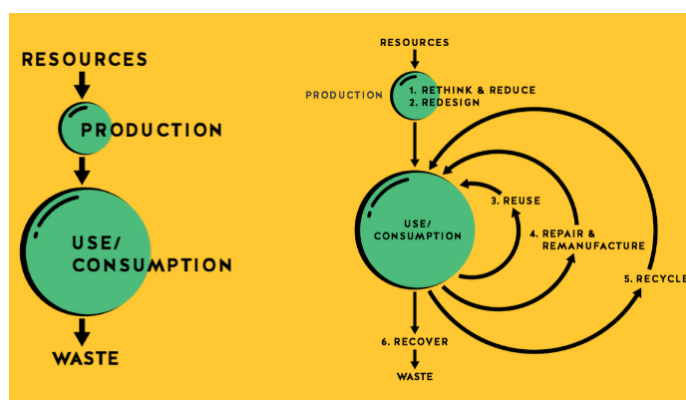 RESOURCES
PRODUCTION
USE/
CONSUMPTION
WASTE
RESOURCES
PRODUCTION
1. RETHINK & REDUCE
2. REDESIGN
USE/
CONSUMPTION
3. REUSE
4. REPAIR &
REMANUFACTURE
5. RECYCLE
6. RECOVER
WASTE